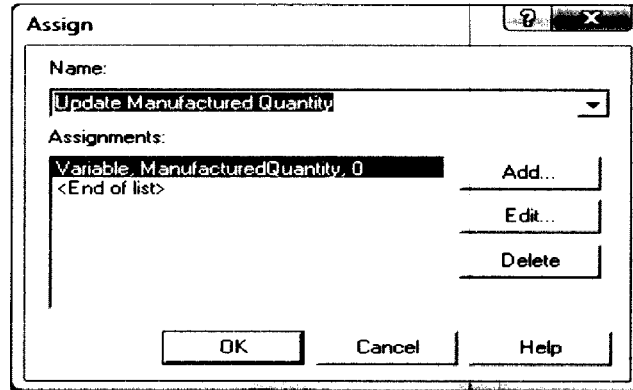 Assign
?
X
Name:
Update Manufactured Quantity
Assignments:
Variable, ManufacturedQuantity, 0
<End of list>
Add...
Edit...
Delete
OK
Cancel
Help